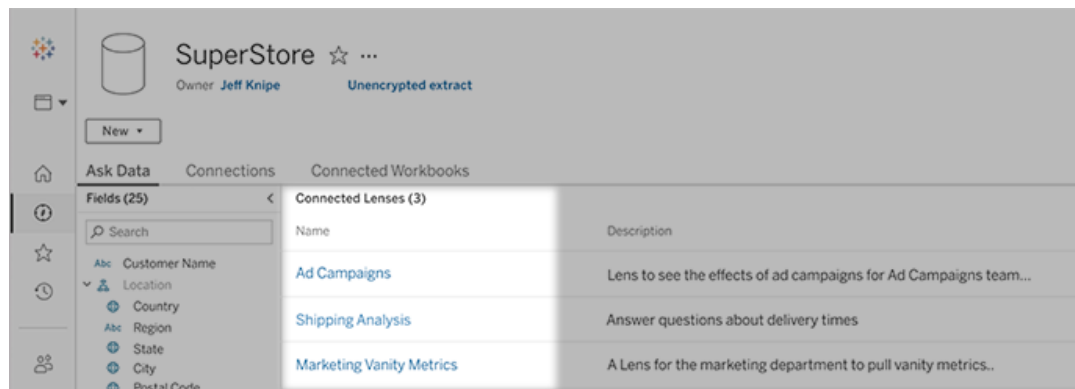 SuperStore ☆ ...
Owner Jeff Knipe Unencrypted extract
New
Ask Data Connections Connected Workbooks
Fields (25)
Search
Abc Customer Name
Location
Country
Abc Region
State
City
Postal Code
Connected Lenses (3)
Name Description
Ad Campaigns Lens to see the effects of ad campaigns for Ad Campaigns team...
Shipping Analysis Answer questions about delivery times
Marketing Vanity Metrics A Lens for the marketing department to pull vanity metrics..